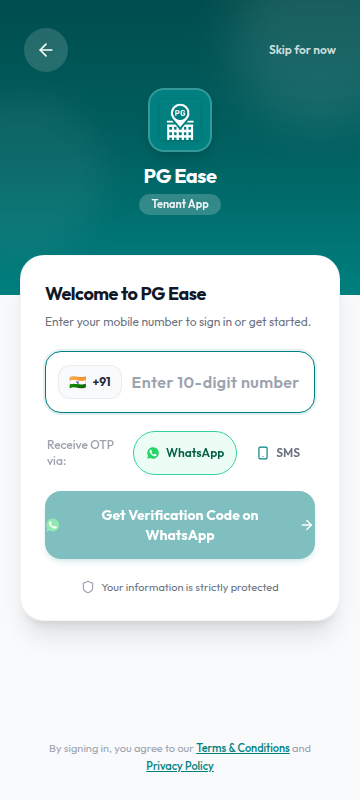 Skip for now
PG
PG Ease
Tenant App
Welcome to PG Ease
Enter your mobile number to sign in or get started.
+91 Enter 10-digit number
Receive OTP
via:
WhatsApp
SMS
Get Verification Code on
WhatsApp
Your information is strictly protected
By signing in, you agree to our Terms & Conditions and
Privacy Policy